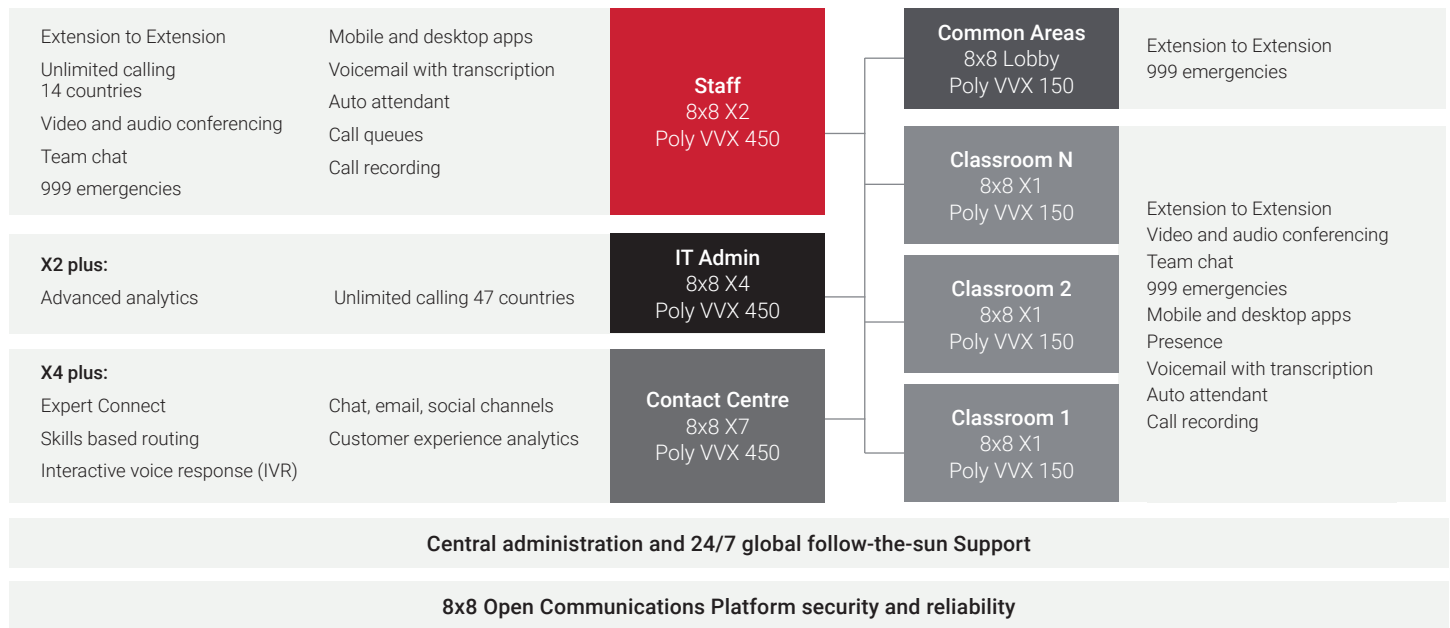 Extension to Extension
Unlimited calling
14 countries
Video and audio conferencing
Team chat
999 emergencies
Mobile and desktop apps
Voicemail with transcription
Auto attendant
Call queues
Call recording
Staff
8x8 X2
Poly VVX 450
X2 plus:
Advanced analytics
Unlimited calling 47 countries
IT Admin
8x8 X4
Poly VVX 450
X4 plus:
Expert Connect
Skills based routing
Interactive voice response (IVR)
Chat, email, social channels
Customer experience analytics
Contact Centre
8x8 X7
Poly VVX 450
Common Areas
8x8 Lobby
Poly VVX 150
Extension to Extension
999 emergencies
Classroom N
8x8 X1
Poly VVX 150
Classroom 2
8x8 X1
Poly VVX 150
Classroom 1
8x8 X1
Poly VVX 150
Extension to Extension
Video and audio conferencing
Team chat
999 emergencies
Mobile and desktop apps
Presence
Voicemail with transcription
Auto attendant
Call recording
Central administration and 24/7 global follow-the-sun Support
8x8 Open Communications Platform security and reliability